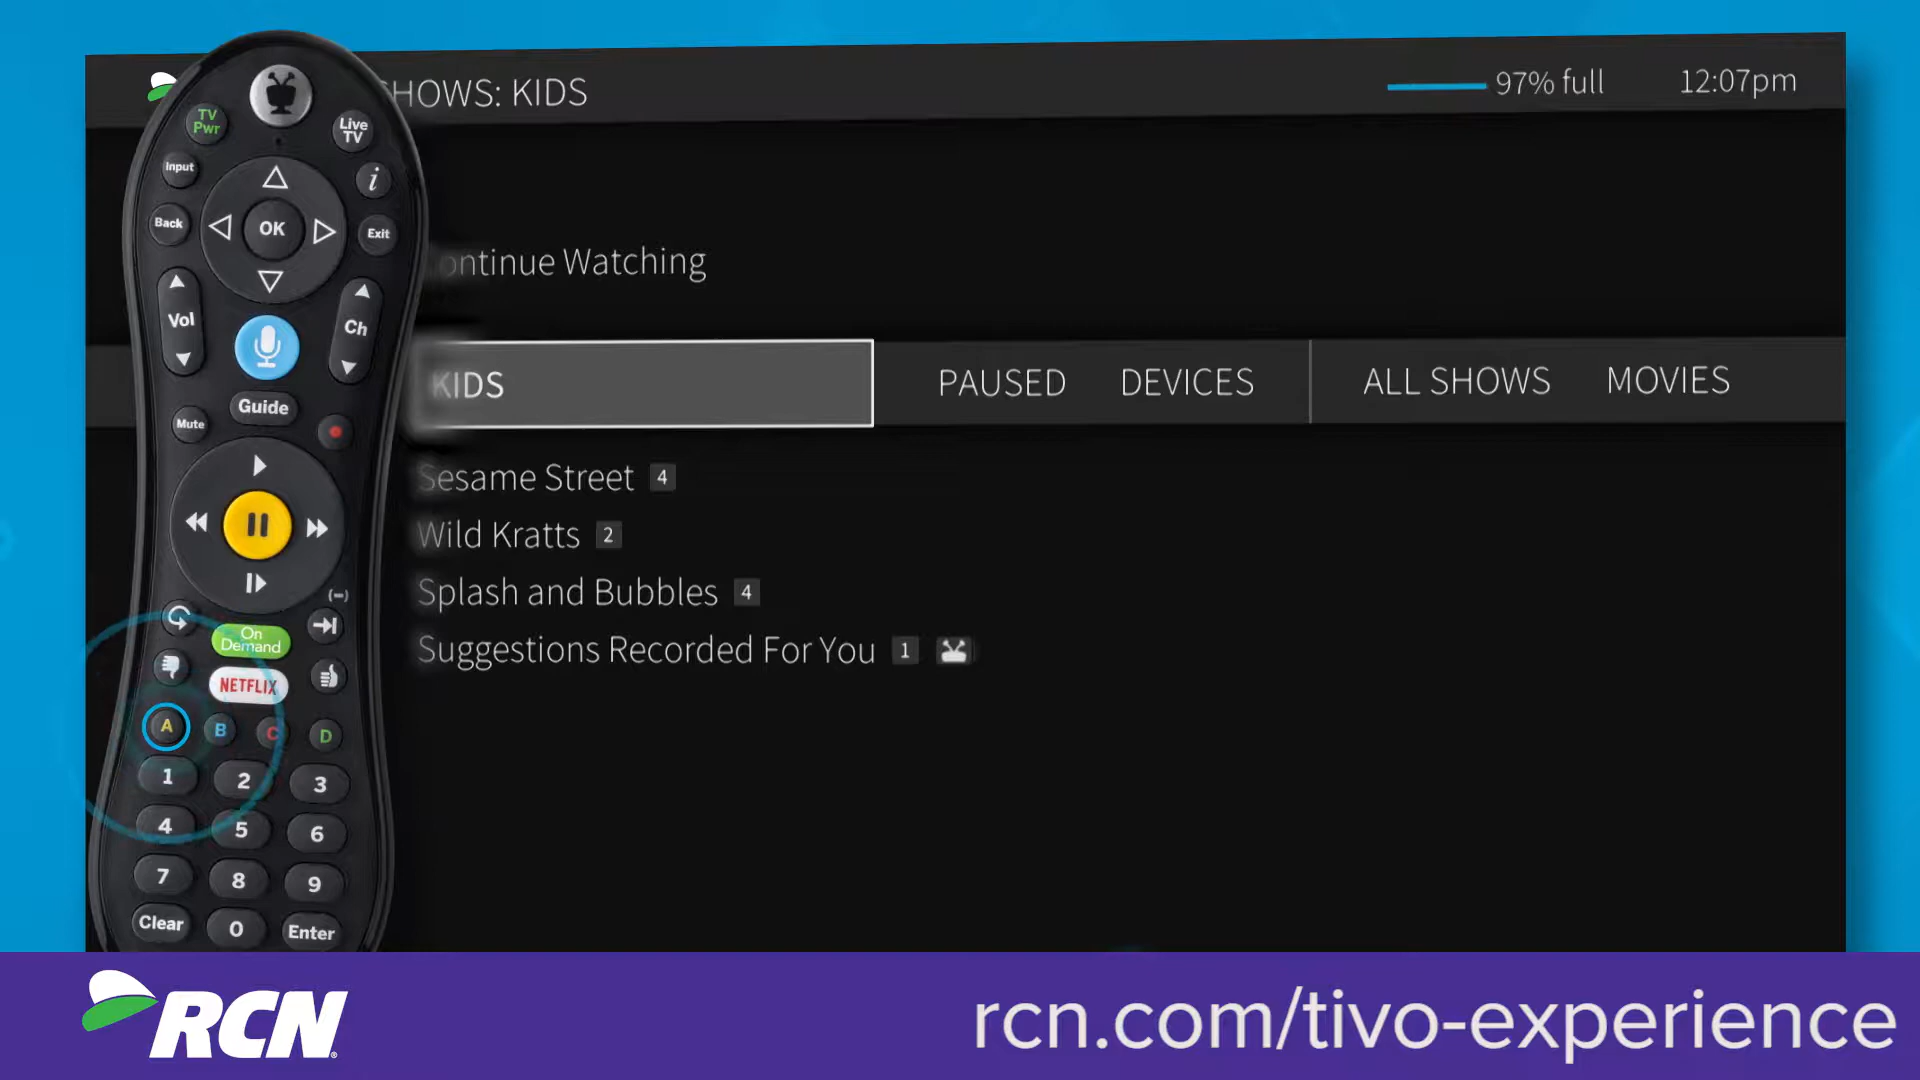 SHOWS: KIDS
97% full
12:07pm
TV
Pwr
Live
TV
Input
i
Back
OK
Exit
Continue Watching
Vol
Ch
KIDS
PAUSED
DEVICES
ALL SHOWS
MOVIES
Guide
Mute
Sesame Street 4
Wild Kratts 2
Splash and Bubbles 4
(-)
On
Demand
Suggestions Recorded For You 1
NETFLIX
A B C D
1 2 3
4 5 6
7 8 9
Clear 0 Enter
RCN
rcn.com/tivo-experience